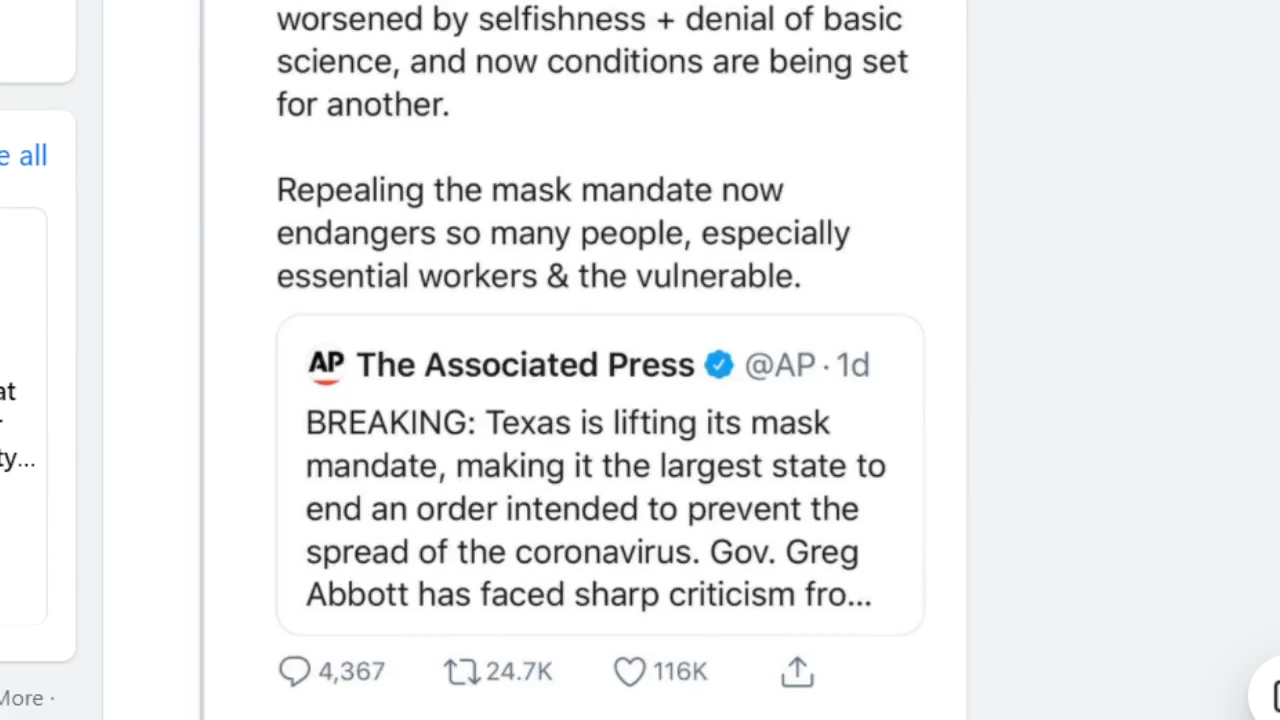 worsened by selfishness + denial of basic
science, and now conditions are being set
for another.
Repealing the mask mandate now
endangers so many people, especially
essential workers & the vulnerable.
AP The Associated Press @AP · 1d
BREAKING: Texas is lifting its mask
mandate, making it the largest state to
end an order intended to prevent the
spread of the coronavirus. Gov. Greg
Abbott has faced sharp criticism fro...
4,367 24.7K 116K
e all
at
ty...
More ·